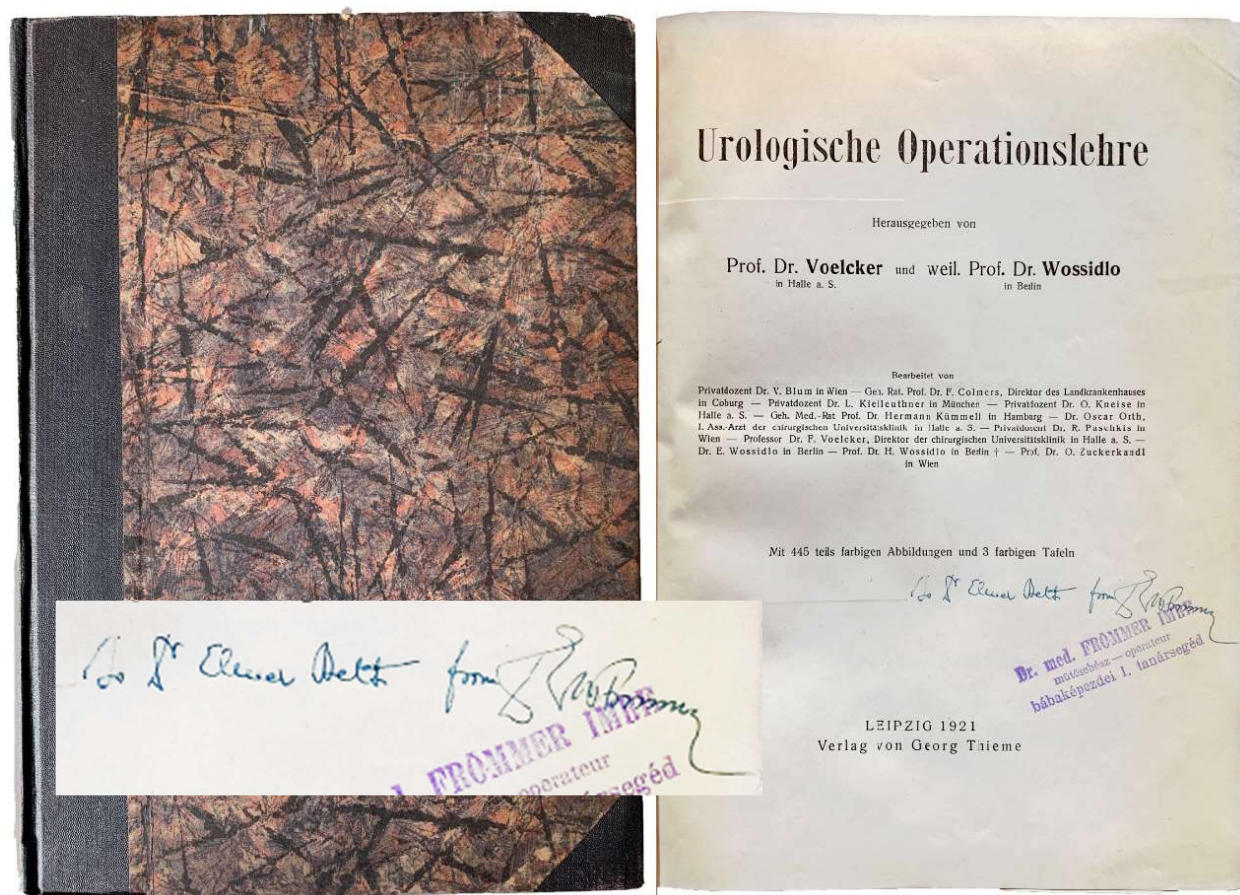 Urologische Operationslehre
Herausgegeben von
Prof. Dr. Voelcker und weil. Prof. Dr. Wossidlo
in Halle a. S. in Berlin
Bearbeitet von
Privatdozent Dr. V. Blum in Wien — Geh. Rat. Prof. Dr. F. Colmers, Direktor des Landkrankenhauses
in Coburg — Privatdozent Dr. L. Kielleuthner in München — Privatdozent Dr. O. Kneise in
Halle a. S. — Geh. Med.-Rat Prof. Dr. Hermann Kümmell in Hamburg — Dr. Oscar Orth,
I. Ass.-Arzt der chirurgischen Universitätsklinik in Halle a. S. — Privatdozent Dr. R. Paschkis in
Wien — Professor Dr. F. Voelcker, Direktor der chirurgischen Universitätsklinik in Halle a. S. —
Dr. E. Wossidlo in Berlin — Prof. Dr. H. Wossidlo in Berlin † — Prof. Dr. O. Zuckerkandl
in Wien
Mit 445 teils farbigen Abbildungen und 3 farbigen Tafeln
To Dr Elmer Belt from
Dr. med. FROMMER IMRE
műtősebész — operateur
bábaképezdei I. tanársegéd
LEIPZIG 1921
Verlag von Georg Thieme
To Dr Elmer Belt from
FROMMER IMRE
operateur
rsegéd